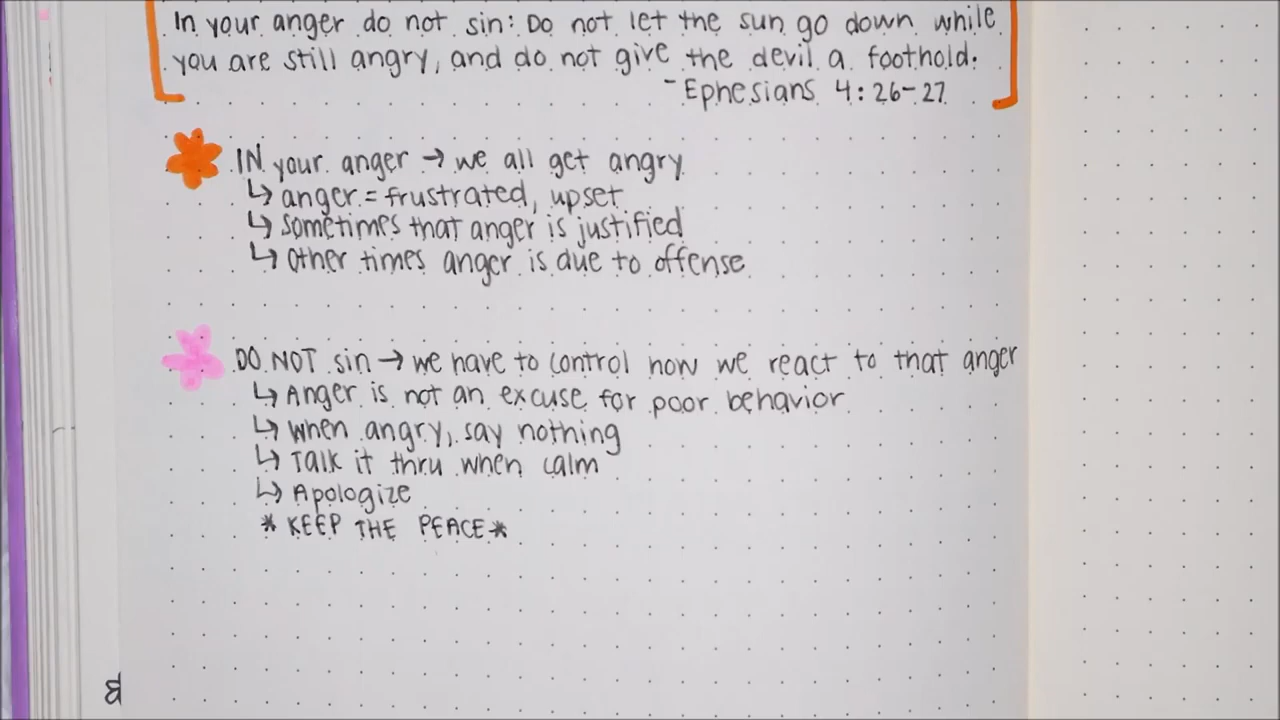 In your anger do not sin: Do not let the sun go down while
you are still angry, and do not give the devil a foothold.
- Ephesians 4:26-27
IN your anger → we all get angry
↳ anger = frustrated, upset
↳ sometimes that anger is justified
↳ other times anger is due to offense
DO NOT sin → we have to control how we react to that anger
↳ Anger is not an excuse for poor behavior
↳ when angry, say nothing
↳ Talk it thru when calm
↳ Apologize
* KEEP THE PEACE *